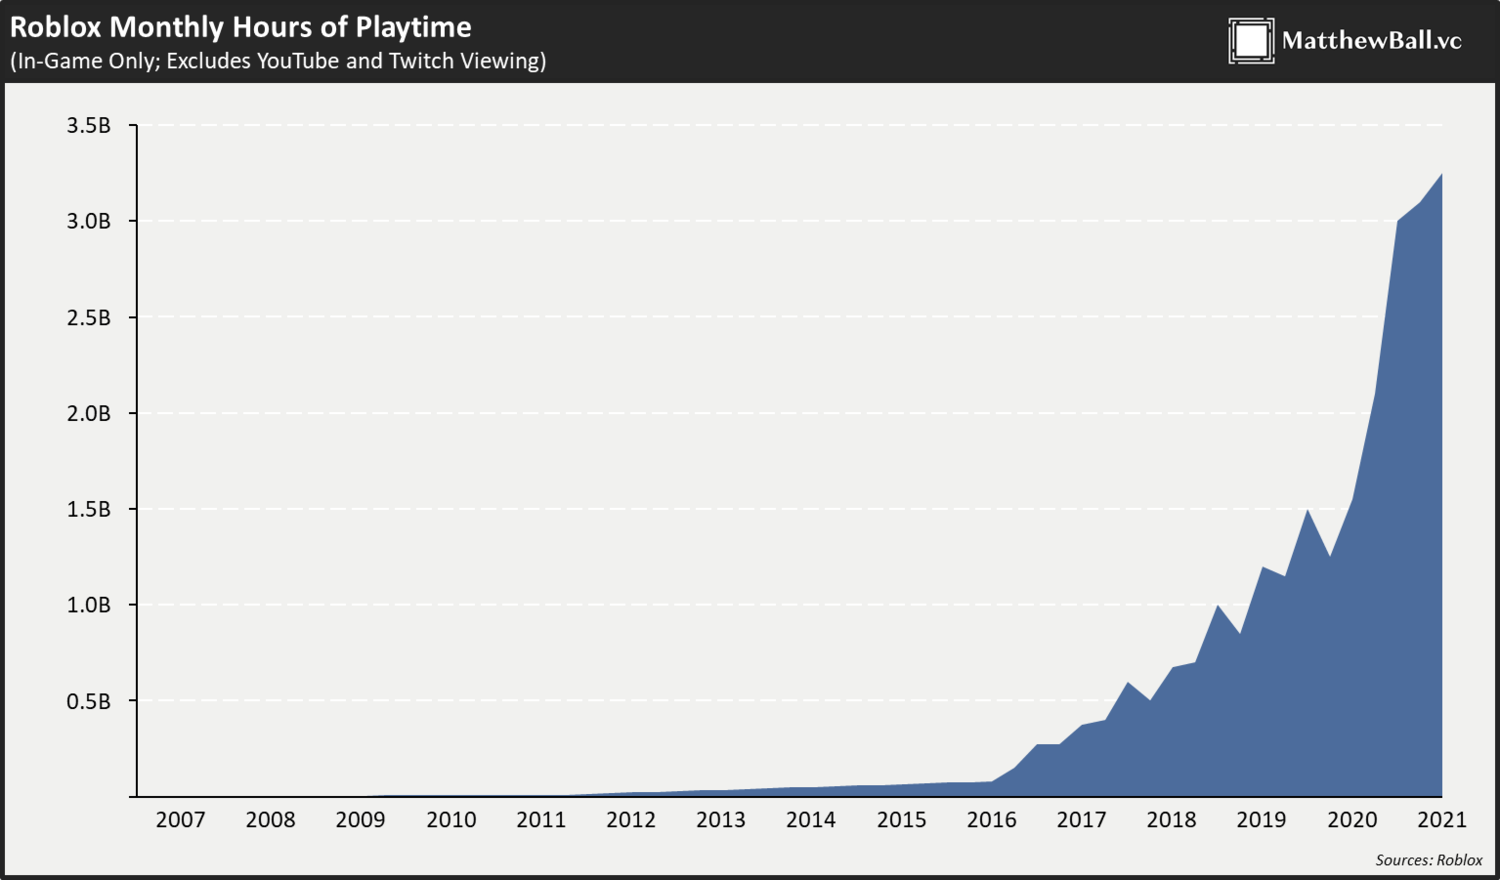 Roblox Monthly Hours of Playtime
(In-Game Only; Excludes YouTube and Twitch Viewing)
MatthewBall.vc
3.5B
3.0B
2.5B
2.0B
1.5B
1.0B
0.5B
2007 2008 2009 2010 2011 2012 2013 2014 2015 2016 2017 2018 2019 2020 2021
Sources: Roblox